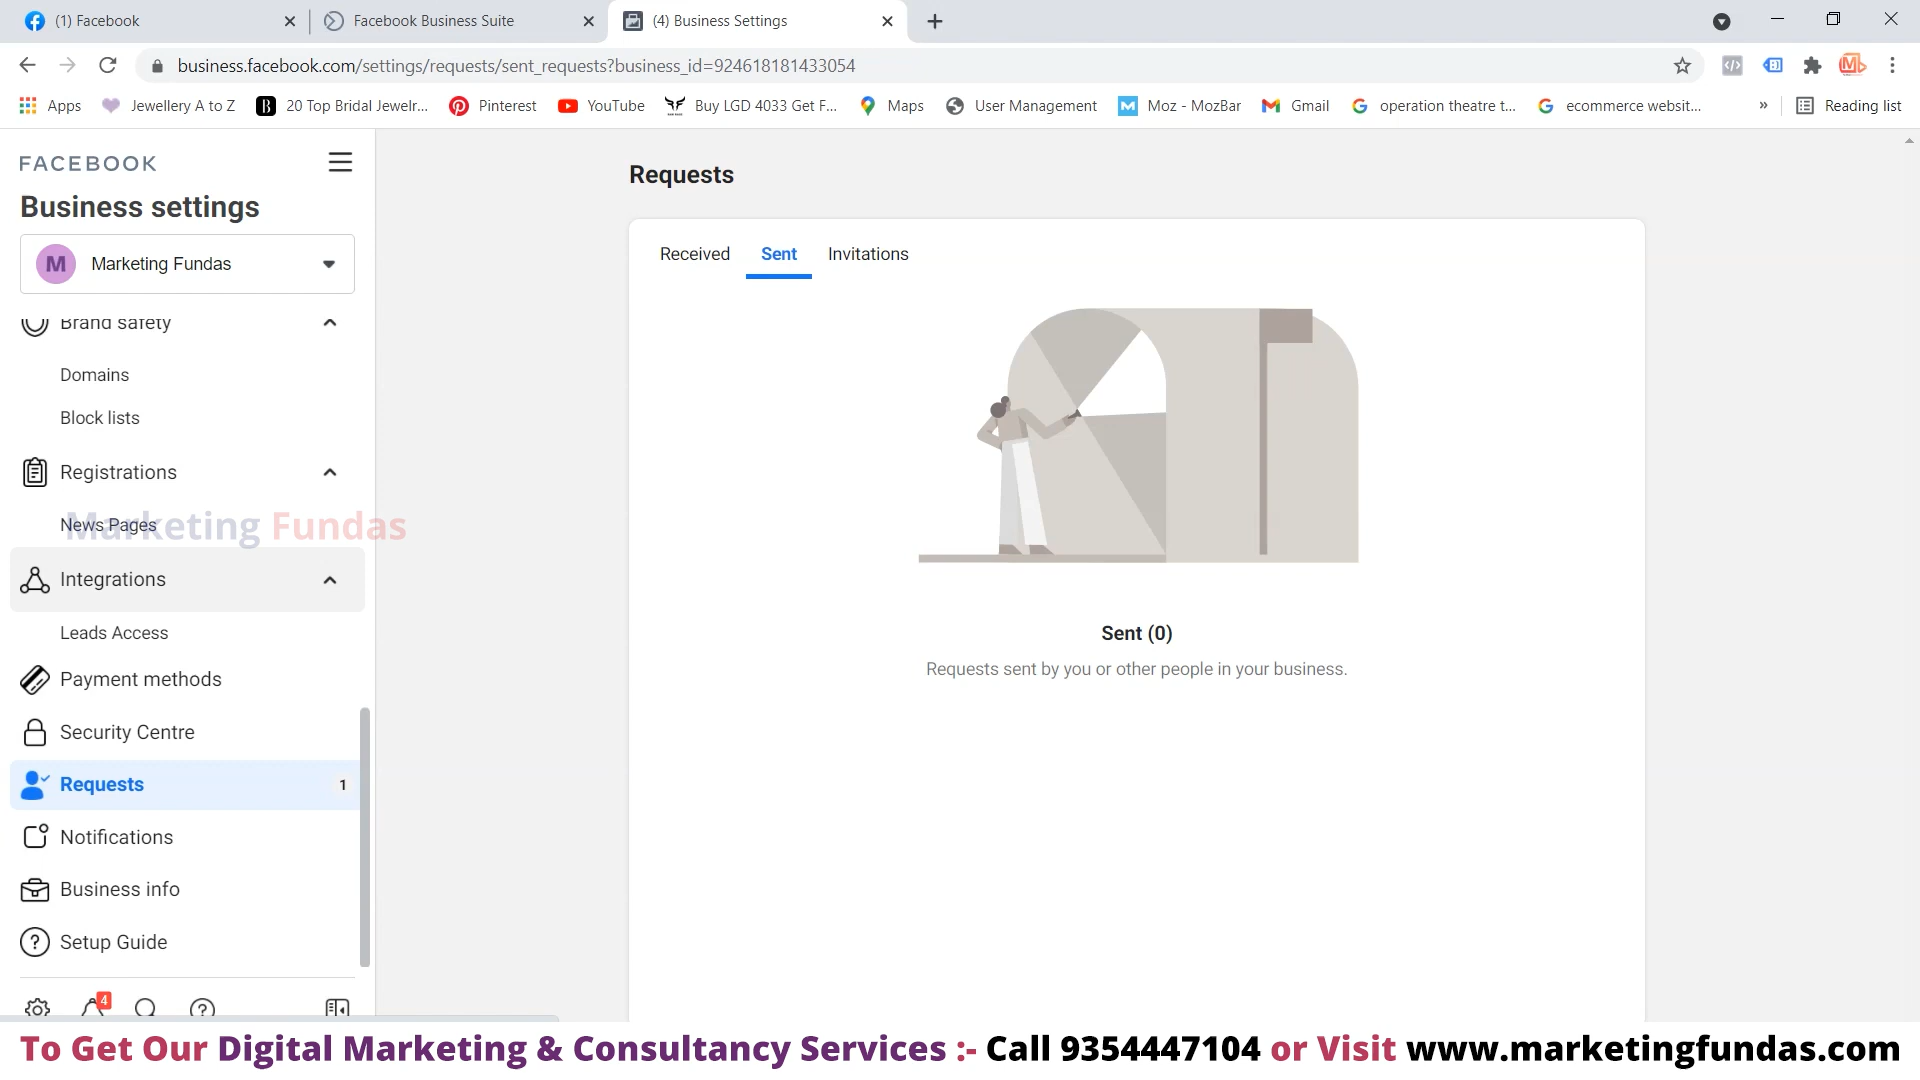 (1) Facebook
Facebook Business Suite
(4) Business Settings
business.facebook.com/settings/requests/sent_requests?business_id=924618181433054
Apps
Jewellery A to Z
20 Top Bridal Jewelr...
Pinterest
YouTube
Buy LGD 4033 Get F...
Maps
User Management
Moz - MozBar
Gmail
operation theatre t...
ecommerce websit...
»
Reading list
FACEBOOK
Business settings
M Marketing Fundas
Brand safety
Domains
Block lists
Registrations
News Pages
Marketing Fundas
Integrations
Leads Access
Payment methods
Security Centre
Requests 1
Notifications
Business info
Setup Guide
4
Requests
Received Sent Invitations
Sent (0)
Requests sent by you or other people in your business.
To Get Our Digital Marketing & Consultancy Services :- Call 9354447104 or Visit www.marketingfundas.com